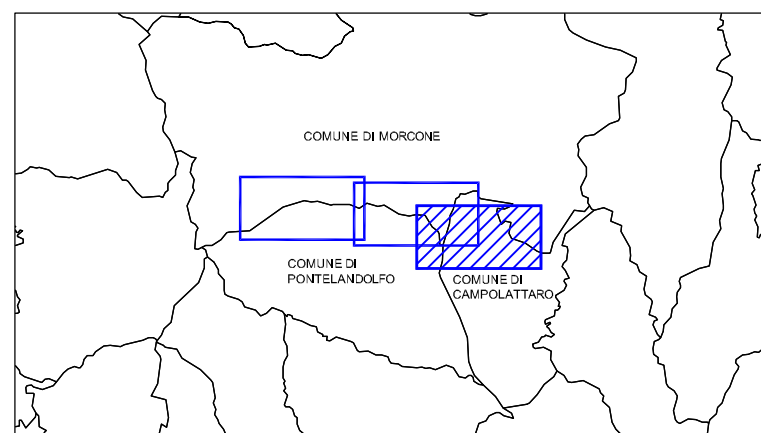 COMUNE DI MORCONE
COMUNE DI
PONTELANDOLFO
COMUNE DI
CAMPOLATTARO